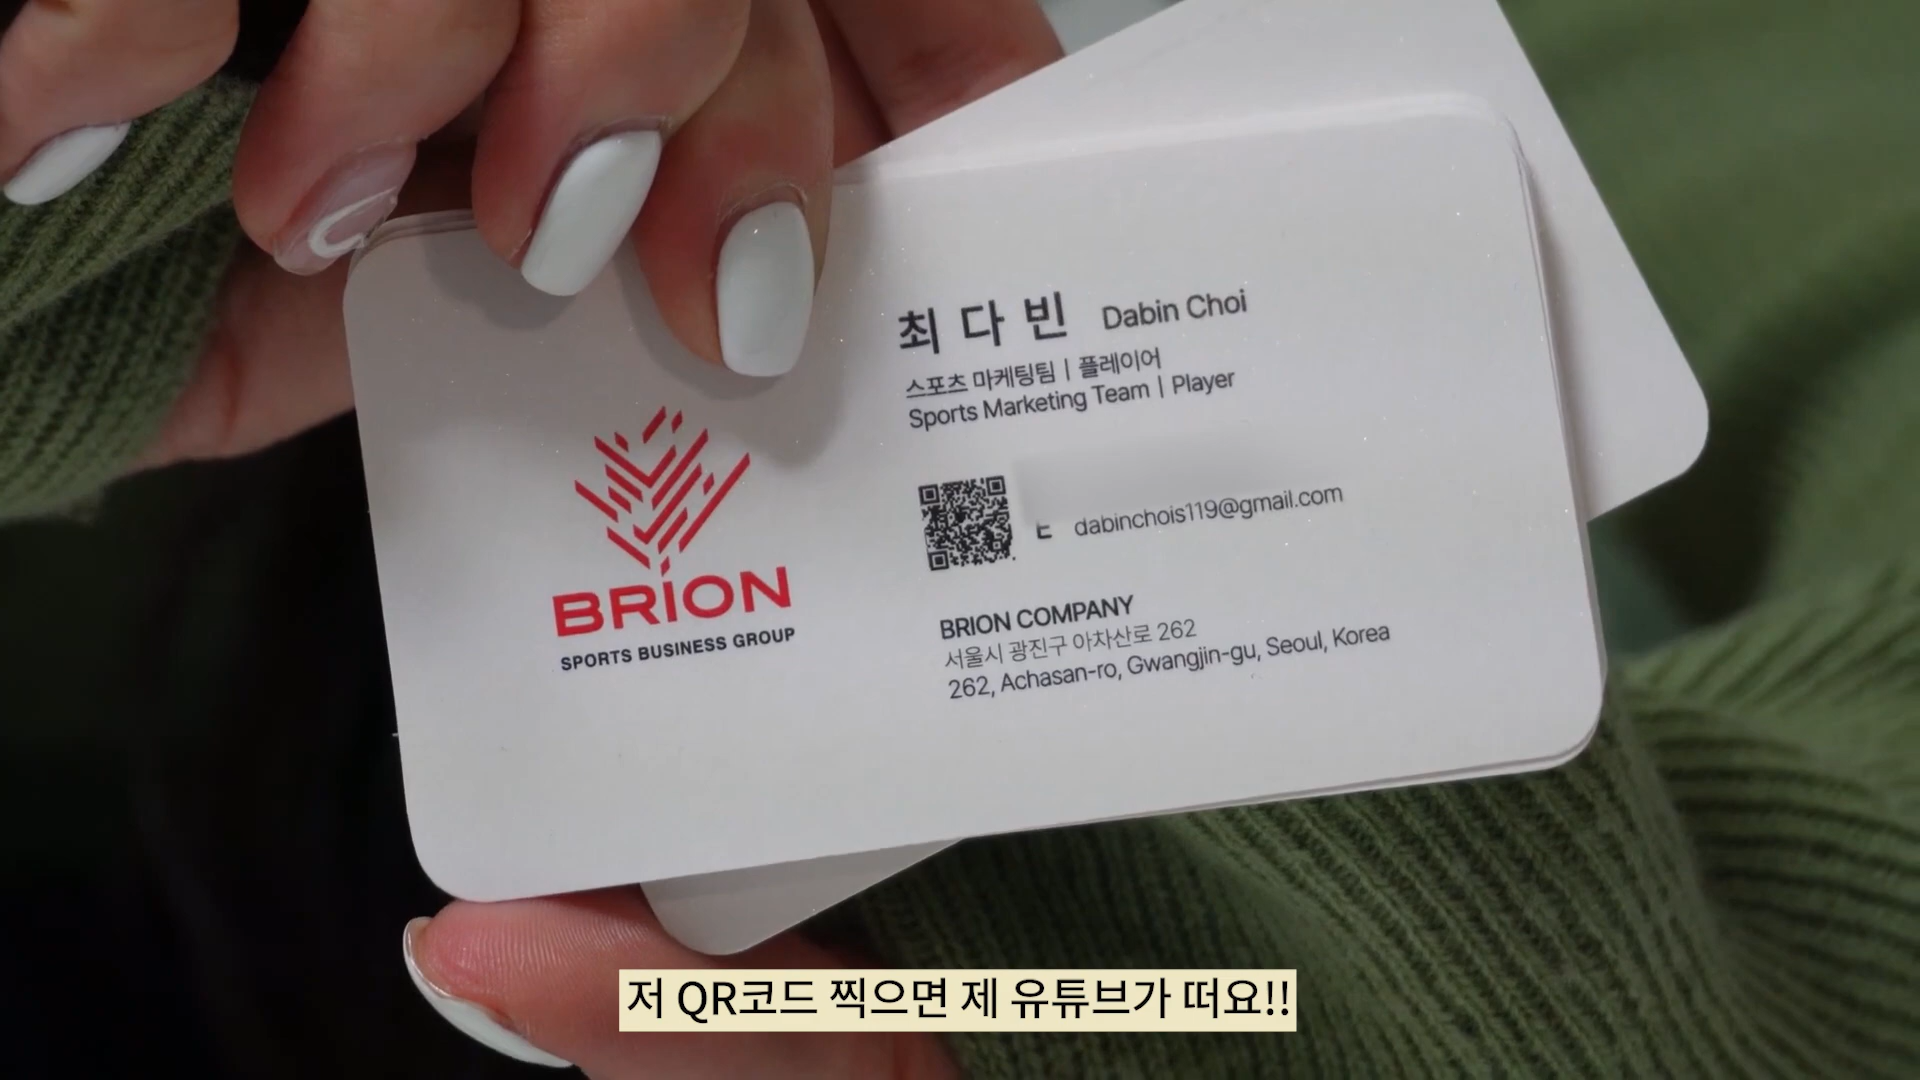 최다빈 Dabin Choi
스포츠 마케팅팀 | 플레이어
Sports Marketing Team | Player
E dabinchois119@gmail.com
BRION
SPORTS BUSINESS GROUP
BRION COMPANY
서울시 광진구 아차산로 262
262, Achasan-ro, Gwangjin-gu, Seoul, Korea
저 QR코드 찍으면 제 유튜브가 떠요!!